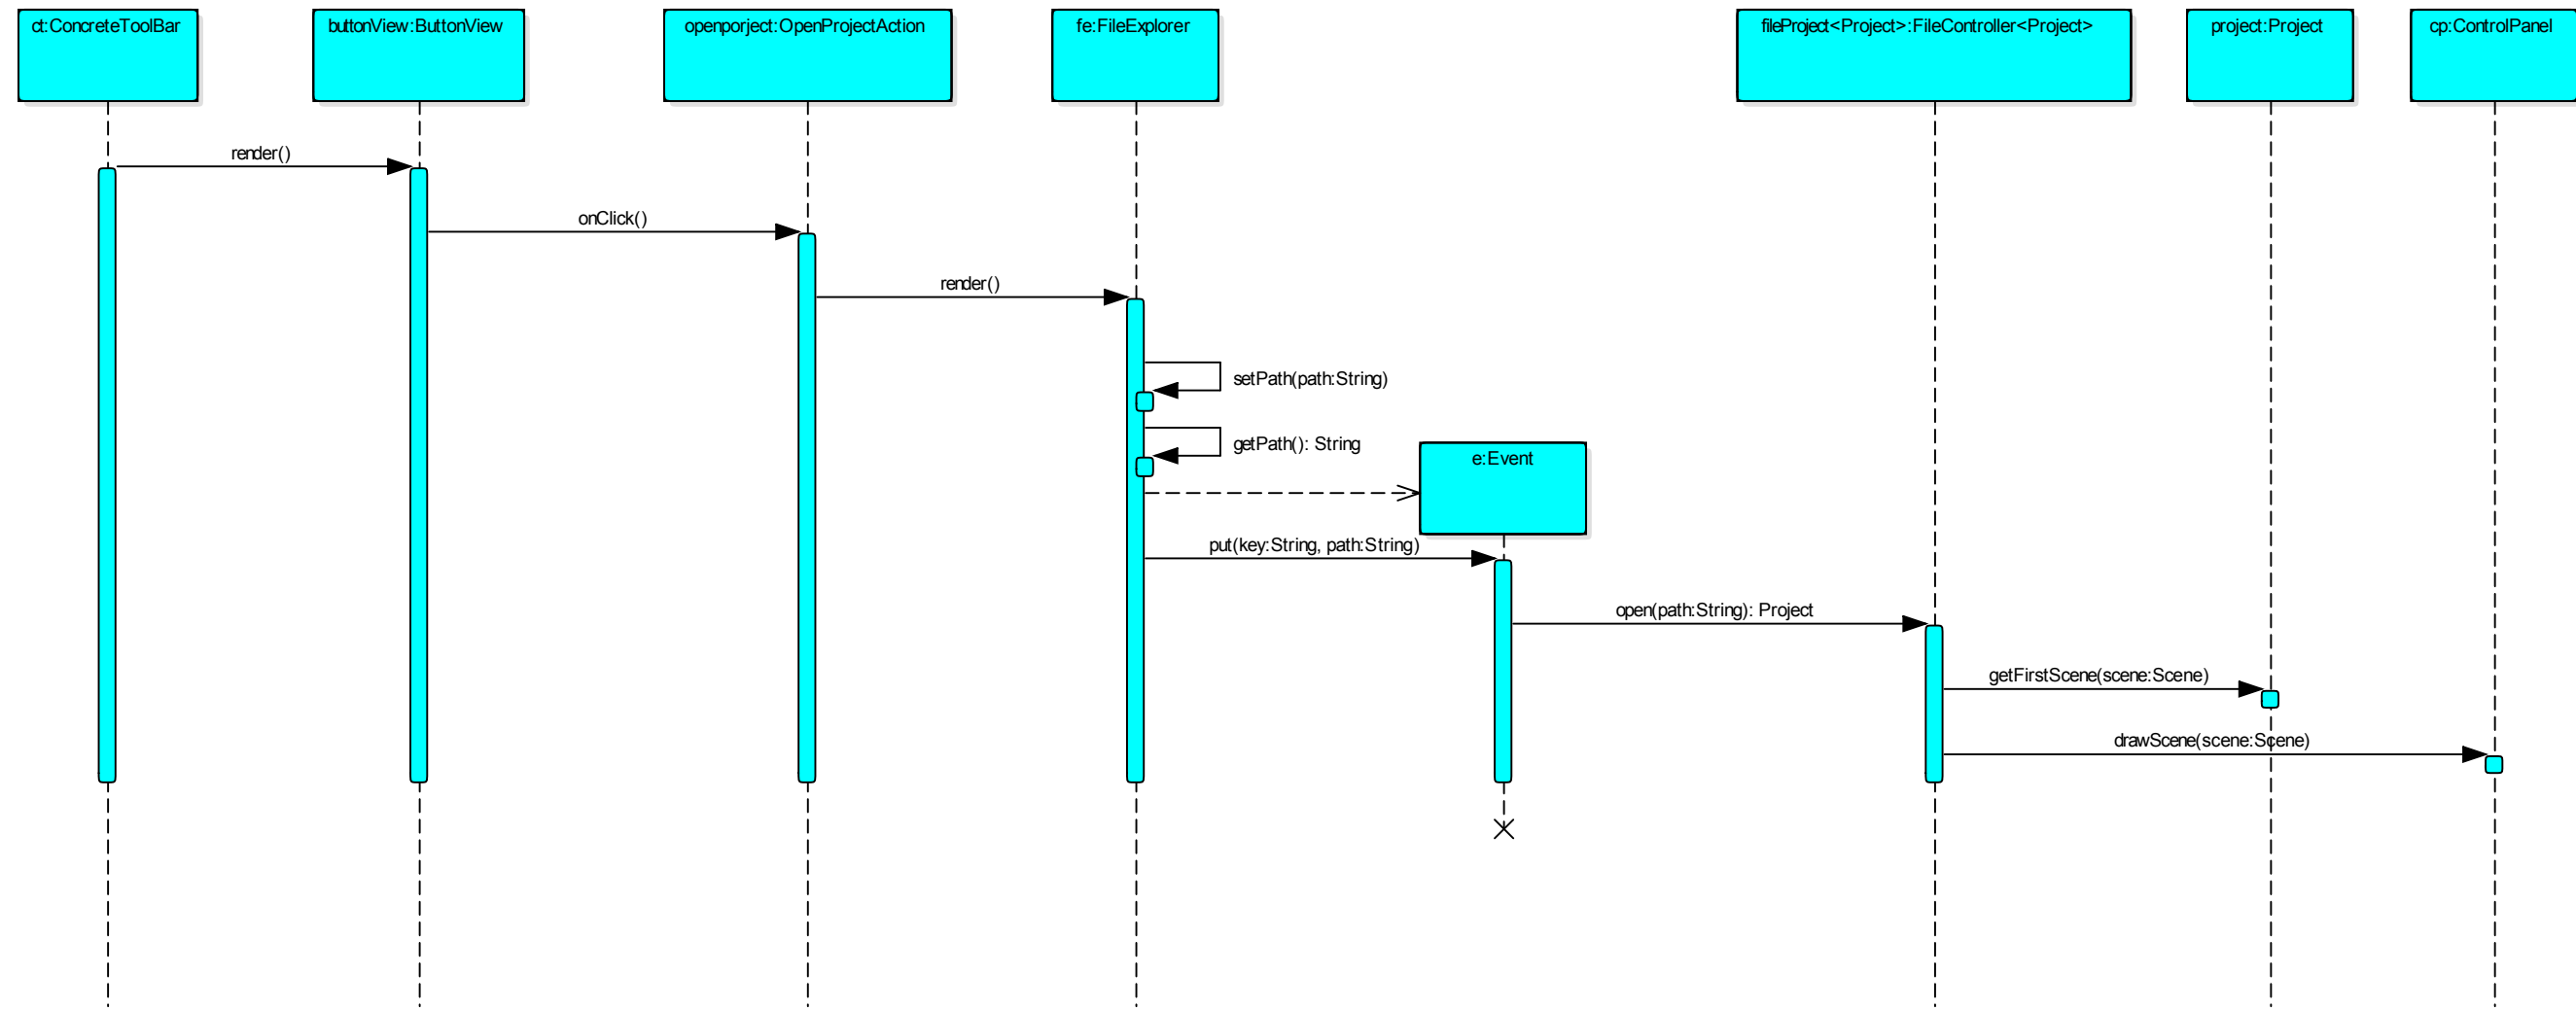 ct:ConcreteToolBar
buttonView:ButtonView
openporject:OpenProjectAction
fe:FileExplorer
fileProject<Project>:FileController<Project>
project:Project
cp:ControlPanel
render()
onClick()
render()
setPath(path:String)
getPath(): String
e:Event
put(key:String, path:String)
open(path:String): Project
getFirstScene(scene:Scene)
drawScene(scene:Scene)